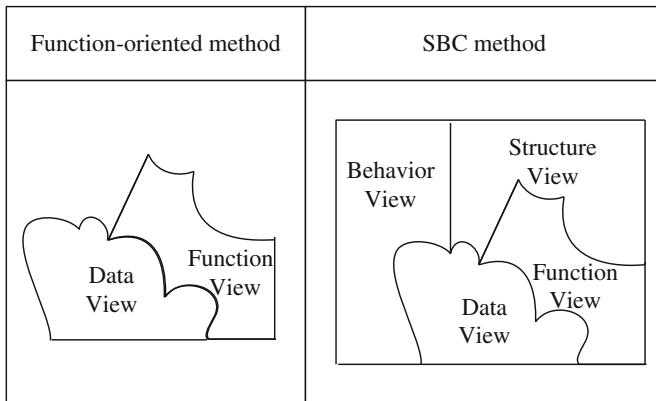 Function-oriented method
SBC method
Data
View
Function
View
Behavior
View
Structure
View
Data
View
Function
View